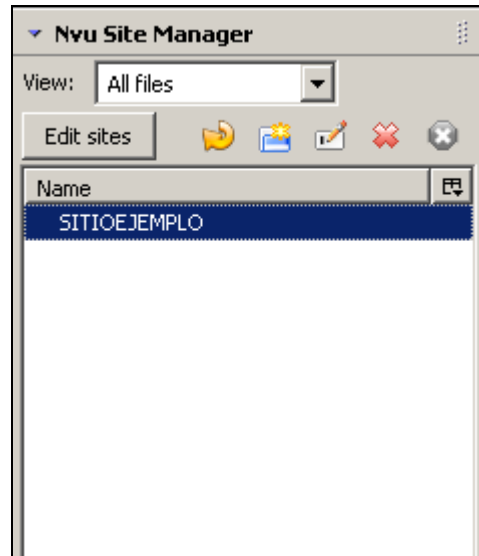 Nvu Site Manager
View: All files
Edit sites
Name
SITIOEJEMPLO